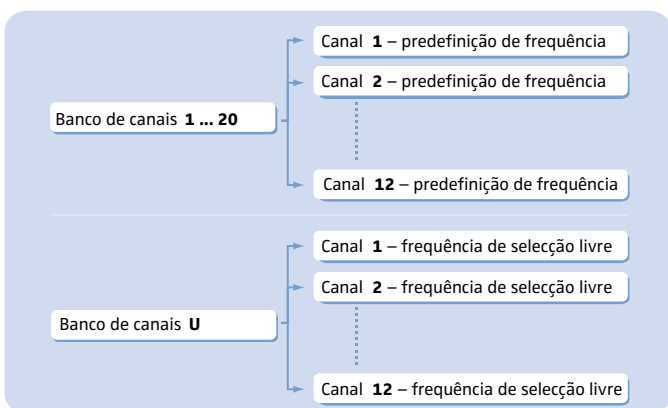 Canal 1 – predefinição de frequência
Canal 2 – predefinição de frequência
Banco de canais 1 ... 20
Canal 12 – predefinição de frequência
Canal 1 – frequência de selecção livre
Canal 2 – frequência de selecção livre
Banco de canais U
Canal 12 – frequência de selecção livre